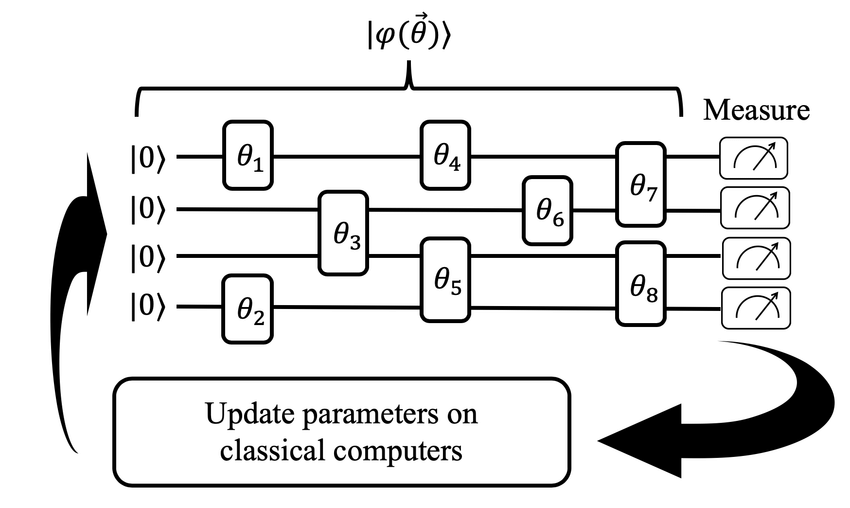 |φ(θ⃗)⟩
Measure
|0⟩ θ₁ θ₄ θ₇
|0⟩ θ₃ θ₆
|0⟩ θ₅ θ₈
|0⟩ θ₂
Update parameters on
classical computers